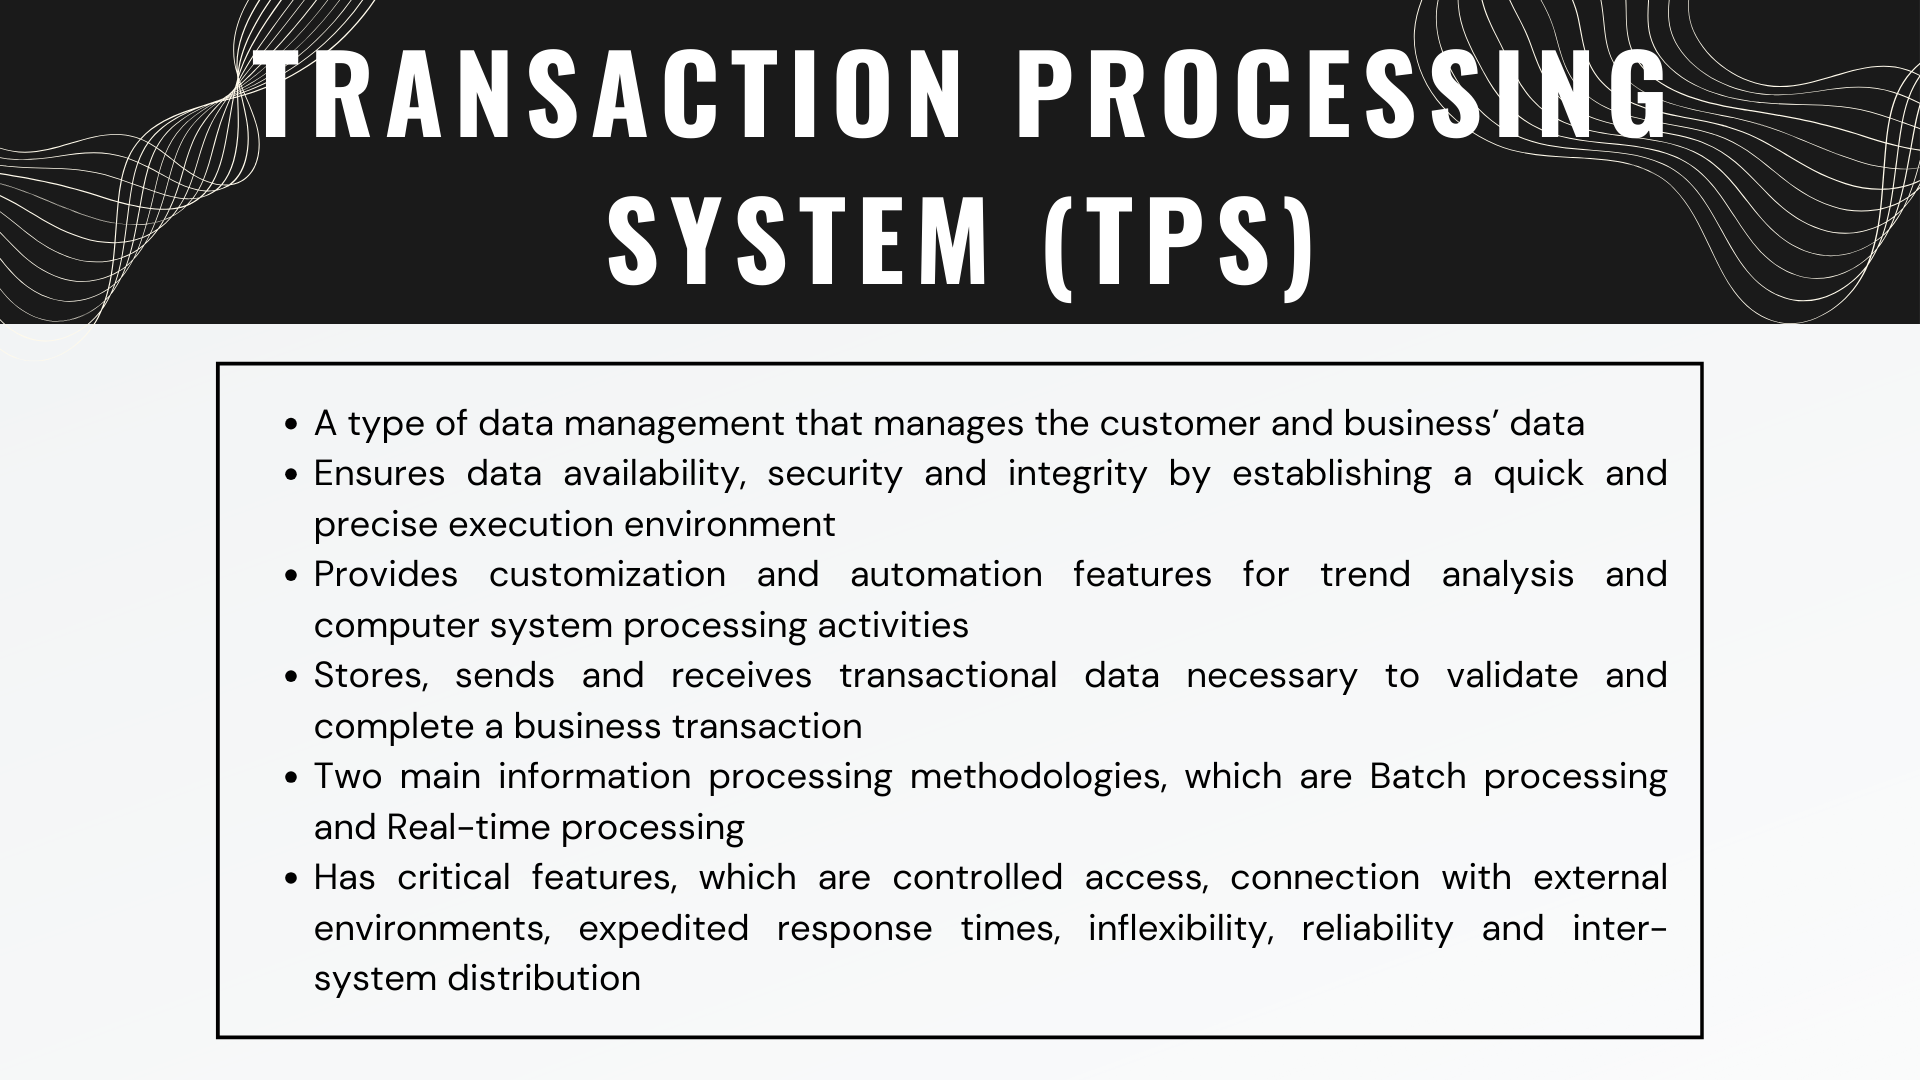 TRANSACTION PROCESSING
SYSTEM (TPS)
• A type of data management that manages the customer and business’ data
• Ensures data availability, security and integrity by establishing a quick and
precise execution environment
• Provides customization and automation features for trend analysis and
computer system processing activities
• Stores, sends and receives transactional data necessary to validate and
complete a business transaction
• Two main information processing methodologies, which are Batch processing
and Real-time processing
• Has critical features, which are controlled access, connection with external
environments, expedited response times, inflexibility, reliability and inter-
system distribution